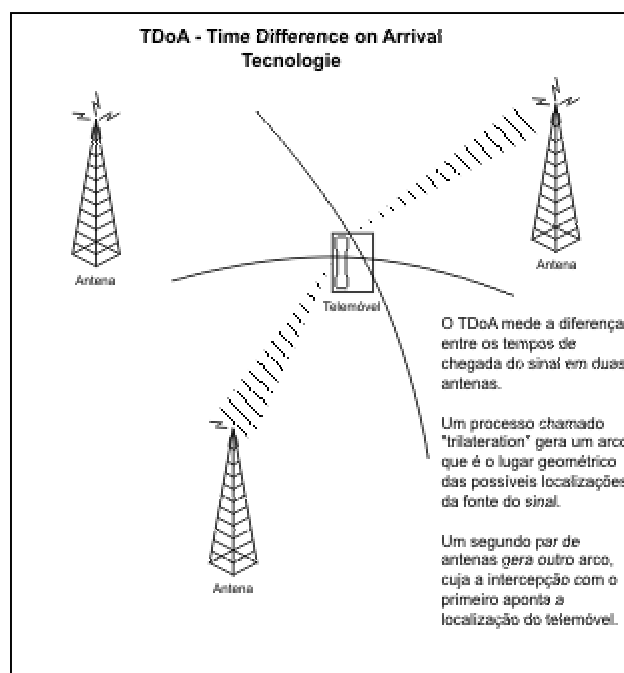 TDoA - Time Difference on Arrival
Tecnologie
Antena
Antena
Telemóvel
O TDoA mede a diferença
entre os tempos de
chegada do sinal em duas
antenas.
Um processo chamado
"trilateration" gera um arco
que é o lugar geométrico
das possíveis localizações
da fonte do sinal.
Um segundo par de
antenas gera outro arco,
cuja a intercepção com o
primeiro aponta a
localização do telemóvel.
Antena